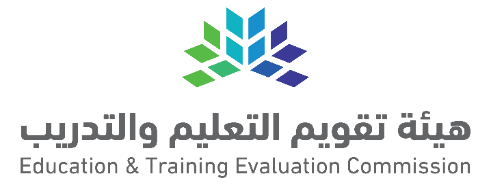 هيئة تقويم التعليم والتدريب
Education & Training Evaluation Commission